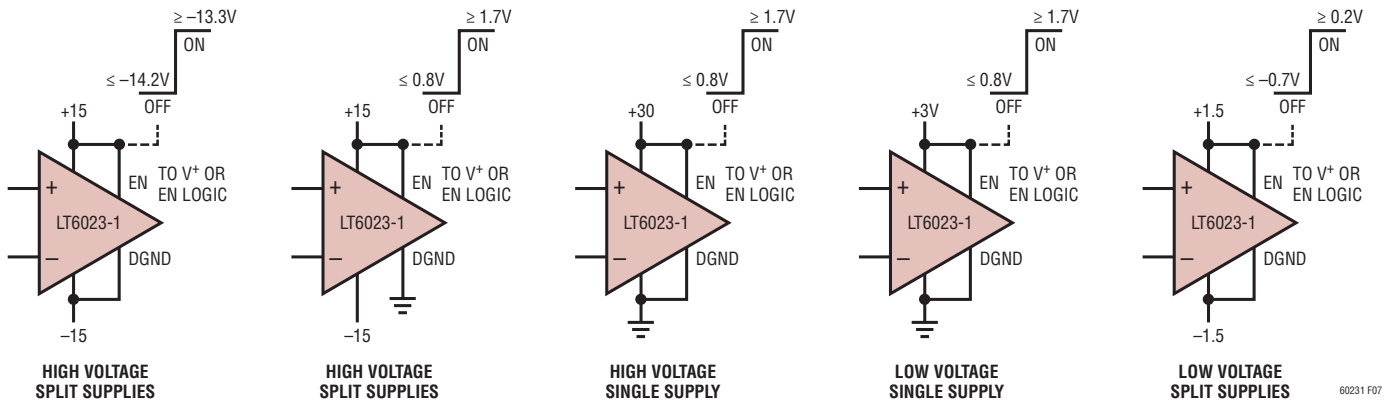 ≥ –13.3V
ON
≤ –14.2V
OFF
+15
+
–
LT6023-1
EN
TO V⁺ OR
EN LOGIC
DGND
–15
HIGH VOLTAGE
SPLIT SUPPLIES
≥ 1.7V
ON
≤ 0.8V
OFF
+15
+
–
LT6023-1
EN
TO V⁺ OR
EN LOGIC
DGND
–15
HIGH VOLTAGE
SPLIT SUPPLIES
≥ 1.7V
ON
≤ 0.8V
OFF
+30
+
–
LT6023-1
EN
TO V⁺ OR
EN LOGIC
DGND
HIGH VOLTAGE
SINGLE SUPPLY
≥ 1.7V
ON
≤ 0.8V
OFF
+3V
+
–
LT6023-1
EN
TO V⁺ OR
EN LOGIC
DGND
LOW VOLTAGE
SINGLE SUPPLY
≥ 0.2V
ON
≤ –0.7V
OFF
+1.5
+
–
LT6023-1
EN
TO V⁺ OR
EN LOGIC
DGND
–1.5
LOW VOLTAGE
SPLIT SUPPLIES
60231 F07